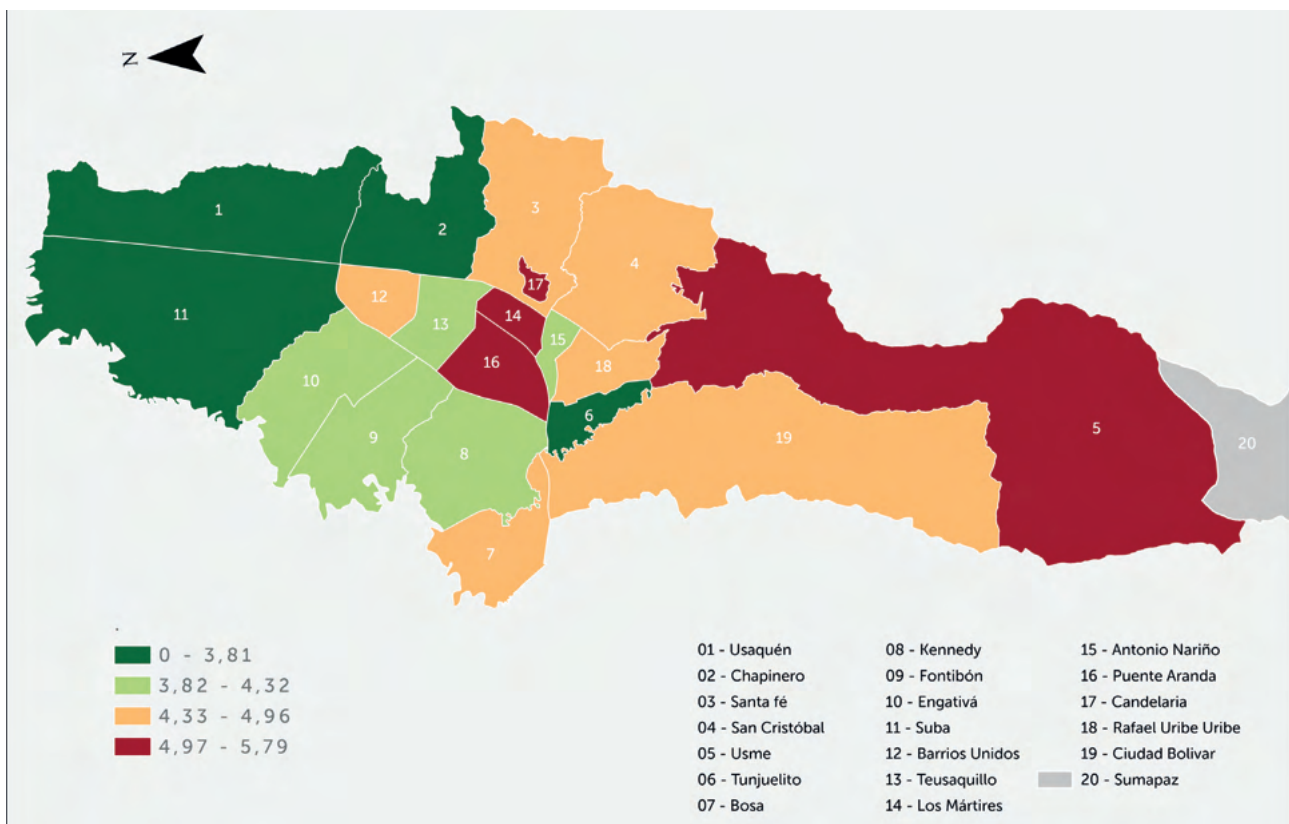 N
1
2
3
4
17
12
11
13
14
15
16
18
10
6
9
8
19
5
20
7
0 - 3,81
3,82 - 4,32
4,33 - 4,96
4,97 - 5,79
01 - Usaquén
02 - Chapinero
03 - Santa fé
04 - San Cristóbal
05 - Usme
06 - Tunjuelito
07 - Bosa
08 - Kennedy
09 - Fontibón
10 - Engativá
11 - Suba
12 - Barrios Unidos
13 - Teusaquillo
14 - Los Mártires
15 - Antonio Nariño
16 - Puente Aranda
17 - Candelaria
18 - Rafael Uribe Uribe
19 - Ciudad Bolivar
20 - Sumapaz